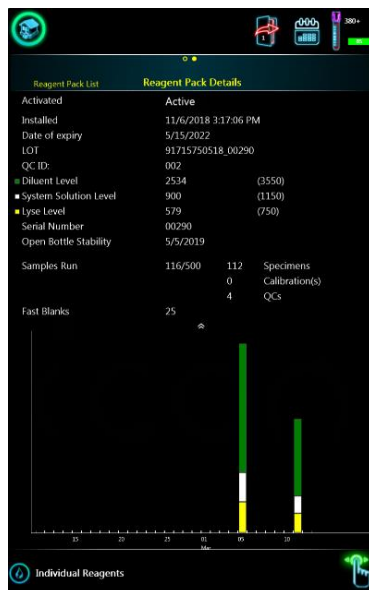 380+
1
Reagent Pack List Reagent Pack Details
Activated Active
Installed 11/6/2018 3:17:06 PM
Date of expiry 5/15/2022
LOT 91715750518_00290
QC ID: 002
Diluent Level 2534 (3550)
System Solution Level 900 (1150)
Lyse Level 579 (750)
Serial Number 00290
Open Bottle Stability 5/5/2019
Samples Run 116/500 112 Specimens
0 Calibration(s)
4 QCs
Fast Blanks 25
15 20 25 01 05 10
Mar
Individual Reagents